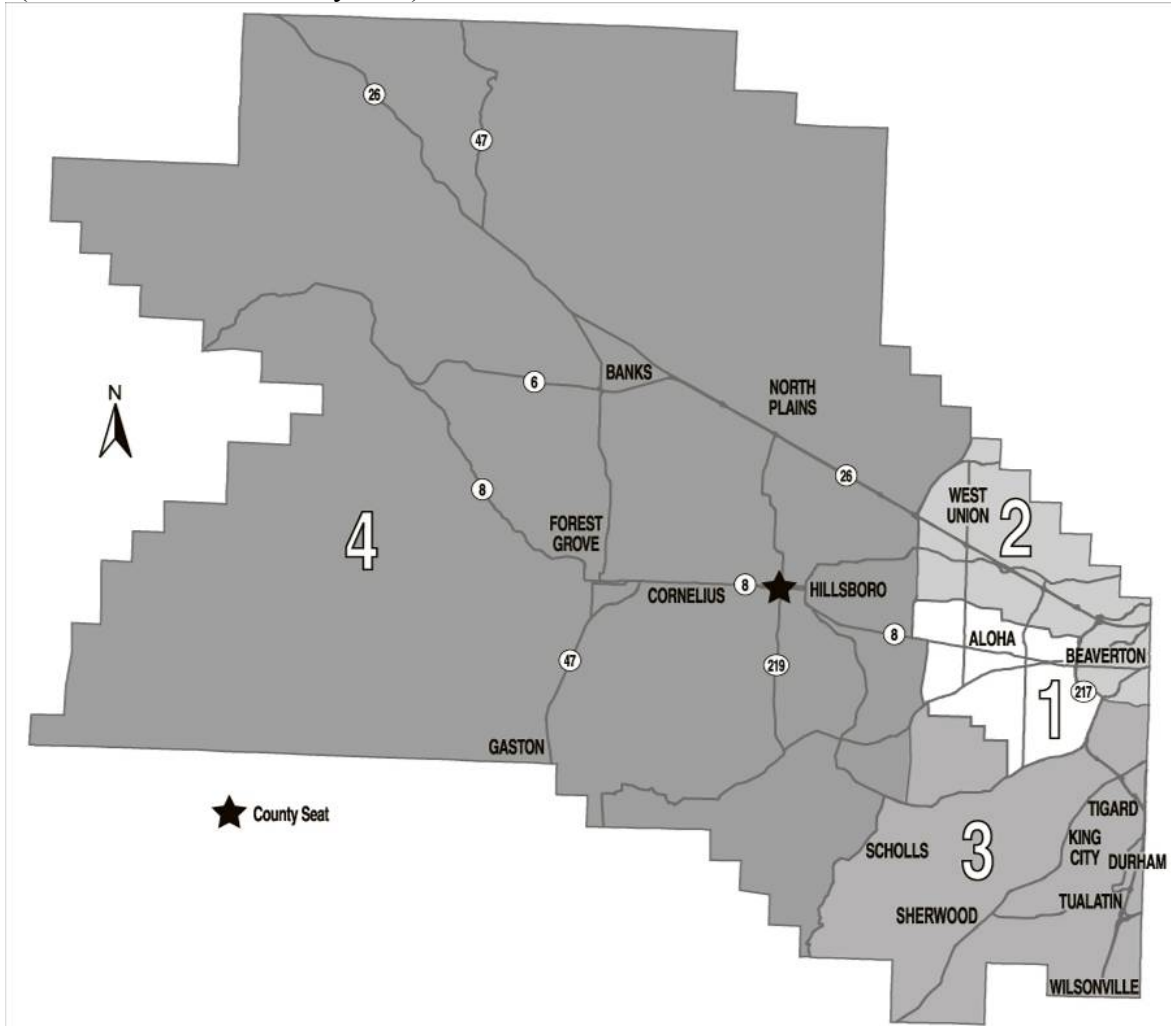 26
47
N
BANKS
6
NORTH
PLAINS
26
8
WEST
UNION
2
4
FOREST
GROVE
CORNELIUS
8
HILLSBORO
8
ALOHA
BEAVERTON
47
219
1
217
GASTON
County Seat
TIGARD
SCHOLLS
3
KING
CITY
DURHAM
SHERWOOD
TUALATIN
WILSONVILLE